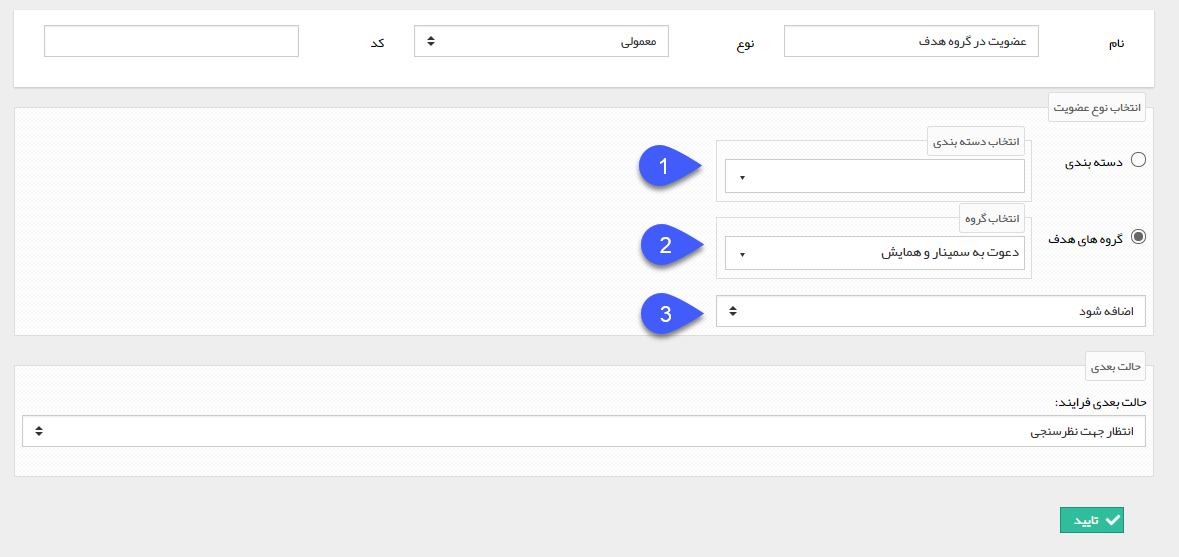 نام
عضویت در گروه هدف
نوع
معمولی
کد
انتخاب نوع عضویت
دسته بندی
انتخاب دسته بندی
1
گروه های هدف
انتخاب گروه
دعوت به سمینار و همایش
2
اضافه شود
3
حالت بعدی
حالت بعدی فرایند:
انتظار جهت نظرسنجی
تایید